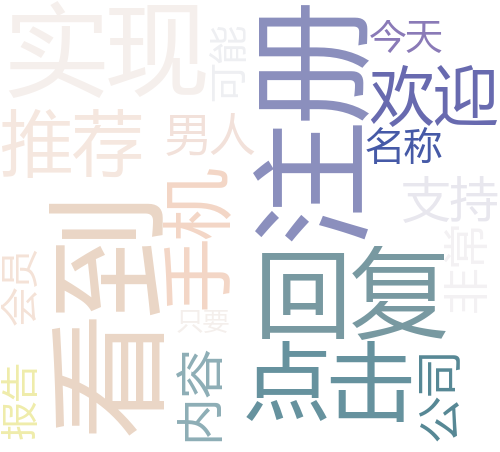 实现
可能
注册
今天
欢迎
推荐
男人
名称
手机
支持
看到
非常
会员
回复
只要
点击
内容
公司
报告